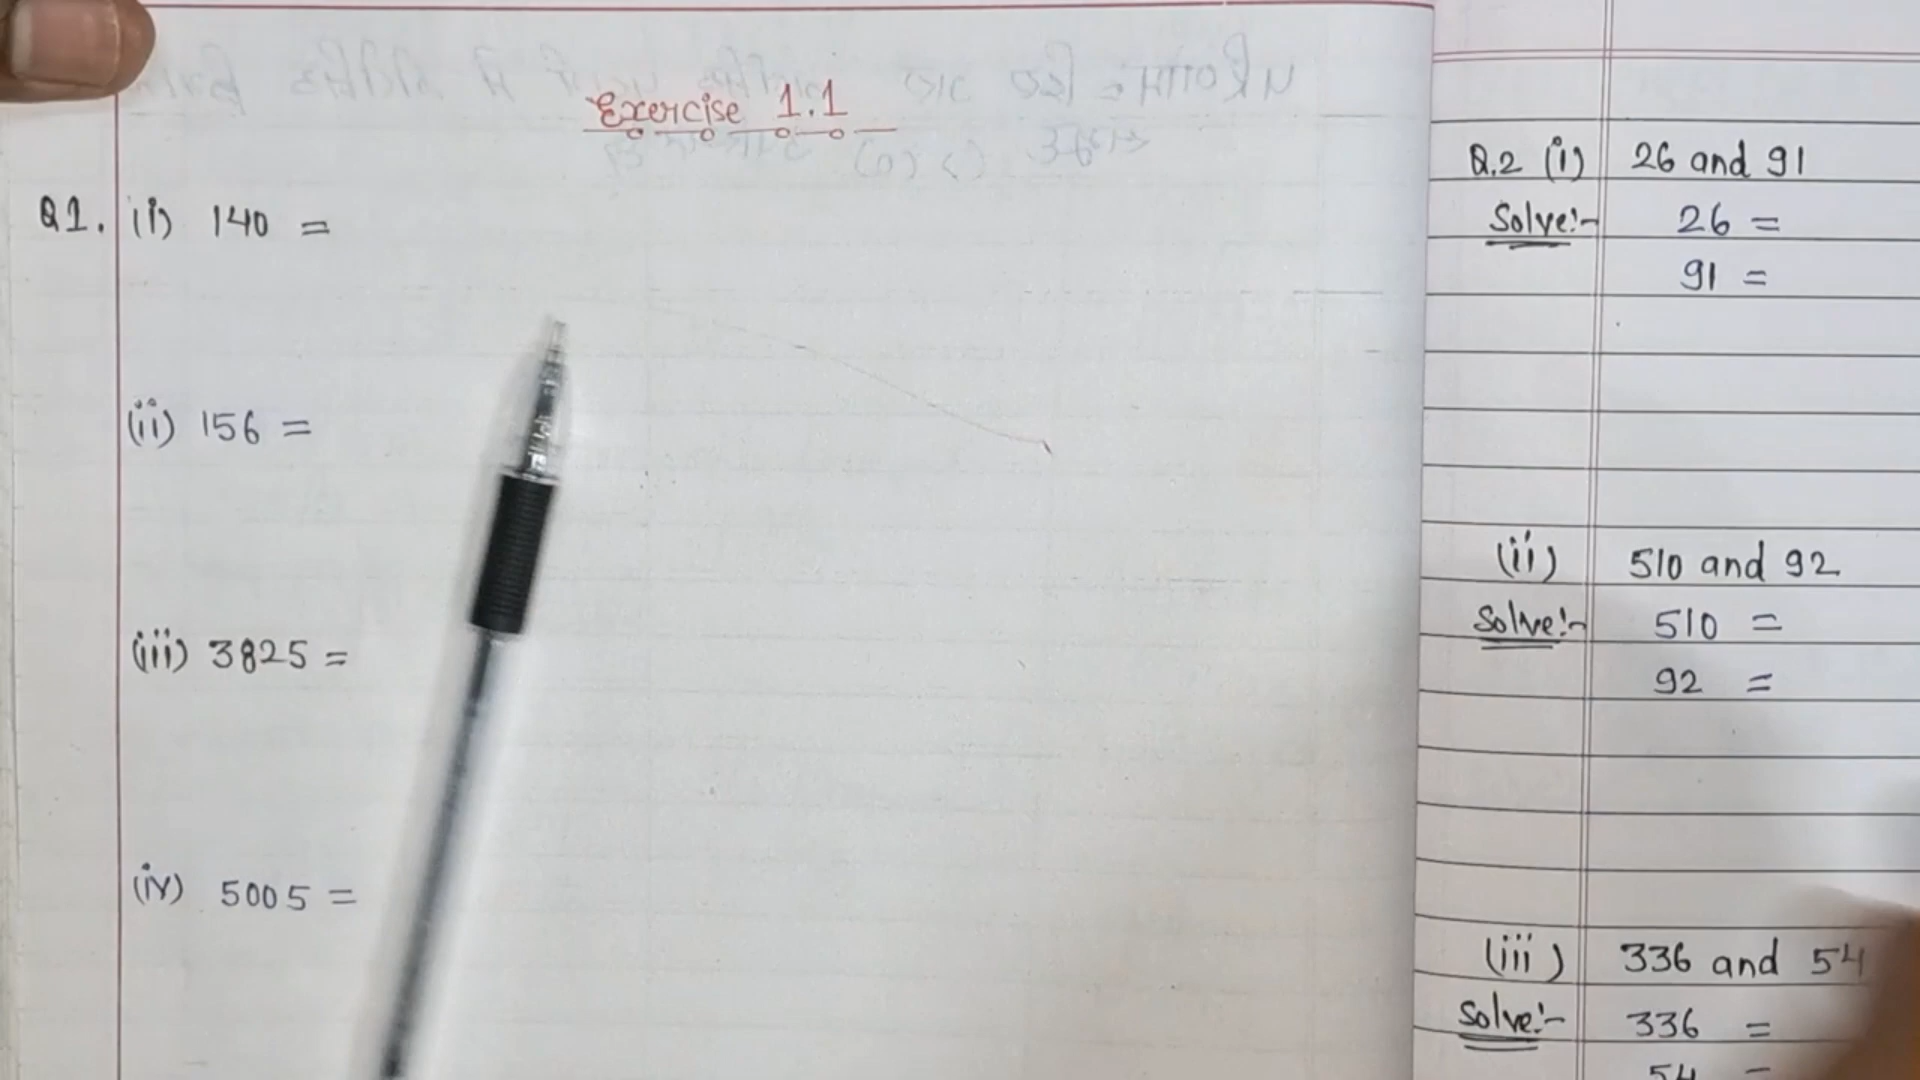 Exercise 1.1
Q1. (i) 140 =
(ii) 156 =
(iii) 3825 =
(iv) 5005 =
Q.2 (i) 26 and 91
Solve:- 26 =
91 =
(ii) 510 and 92
Solve:- 510 =
92 =
(iii) 336 and 54
Solve:- 336 =
54 =